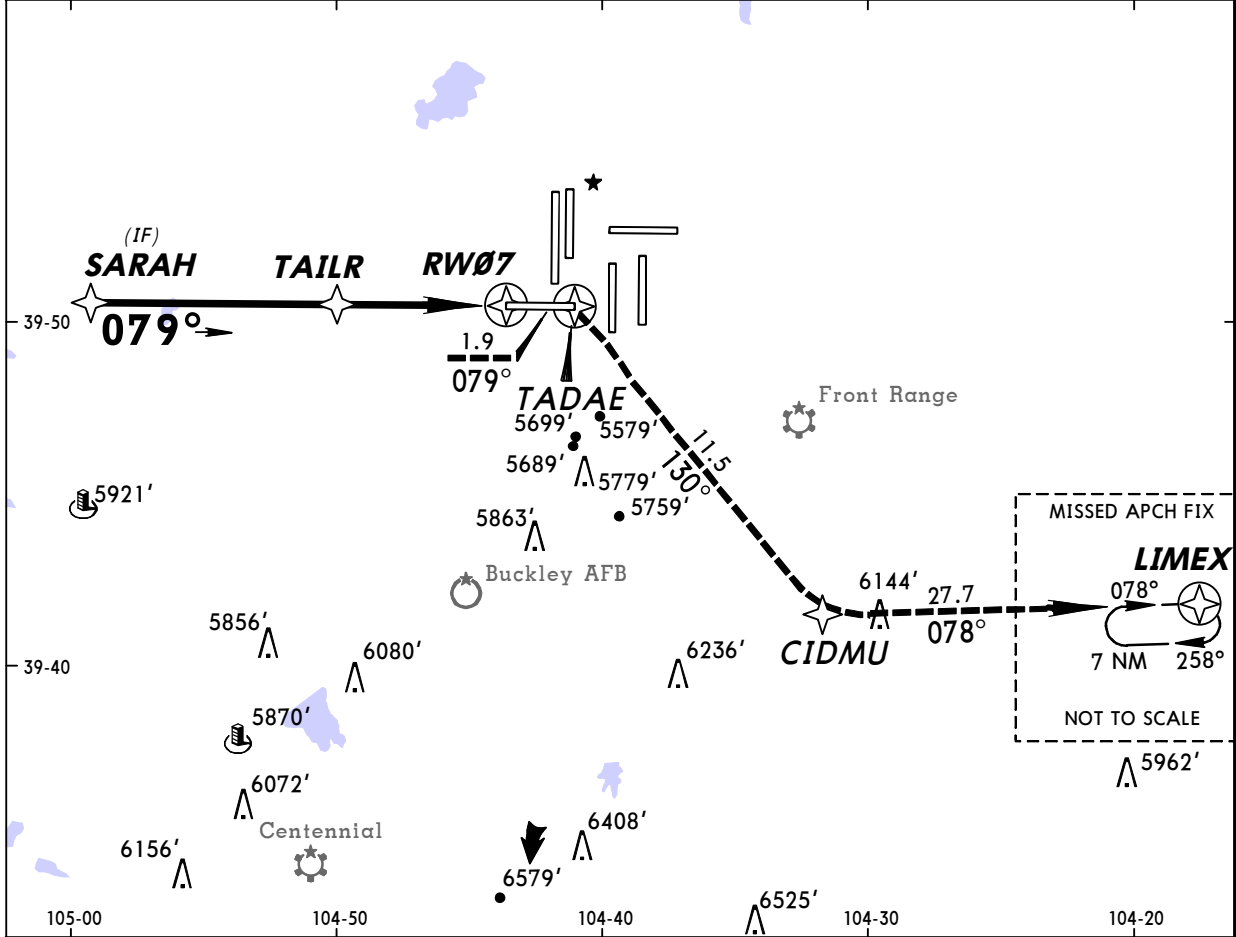 (IF)
SARAH
TAILR
RWØ7
39-50
079°
1.9
079°
TADAE
Front Range
5699'
5579'
11.5
130°
5689'
5779'
5921'
5759'
MISSED APCH FIX
5863'
LIMEX
Buckley AFB
6144'
27.7
078°
078°
5856'
CIDMU
7 NM
258°
39-40
6080'
6236'
5870'
NOT TO SCALE
5962'
6072'
Centennial
6408'
6156'
6579'
6525'
105-00
104-50
104-40
104-30
104-20